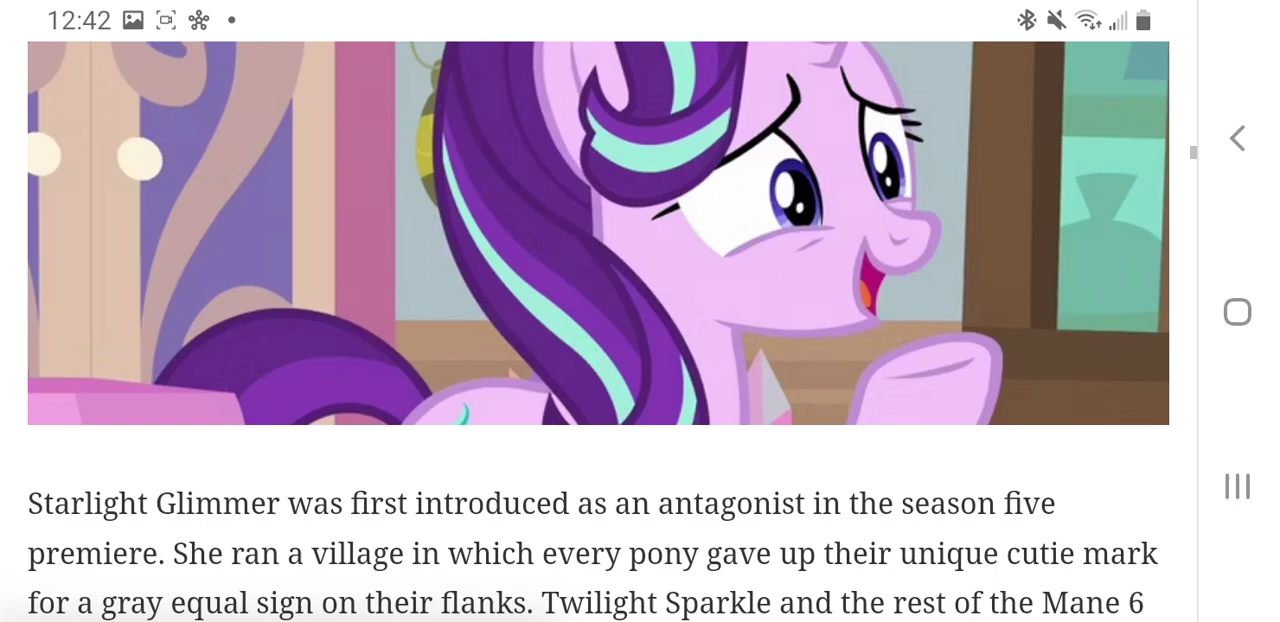 12:42
Starlight Glimmer was first introduced as an antagonist in the season five
premiere. She ran a village in which every pony gave up their unique cutie mark
for a gray equal sign on their flanks. Twilight Sparkle and the rest of the Mane 6